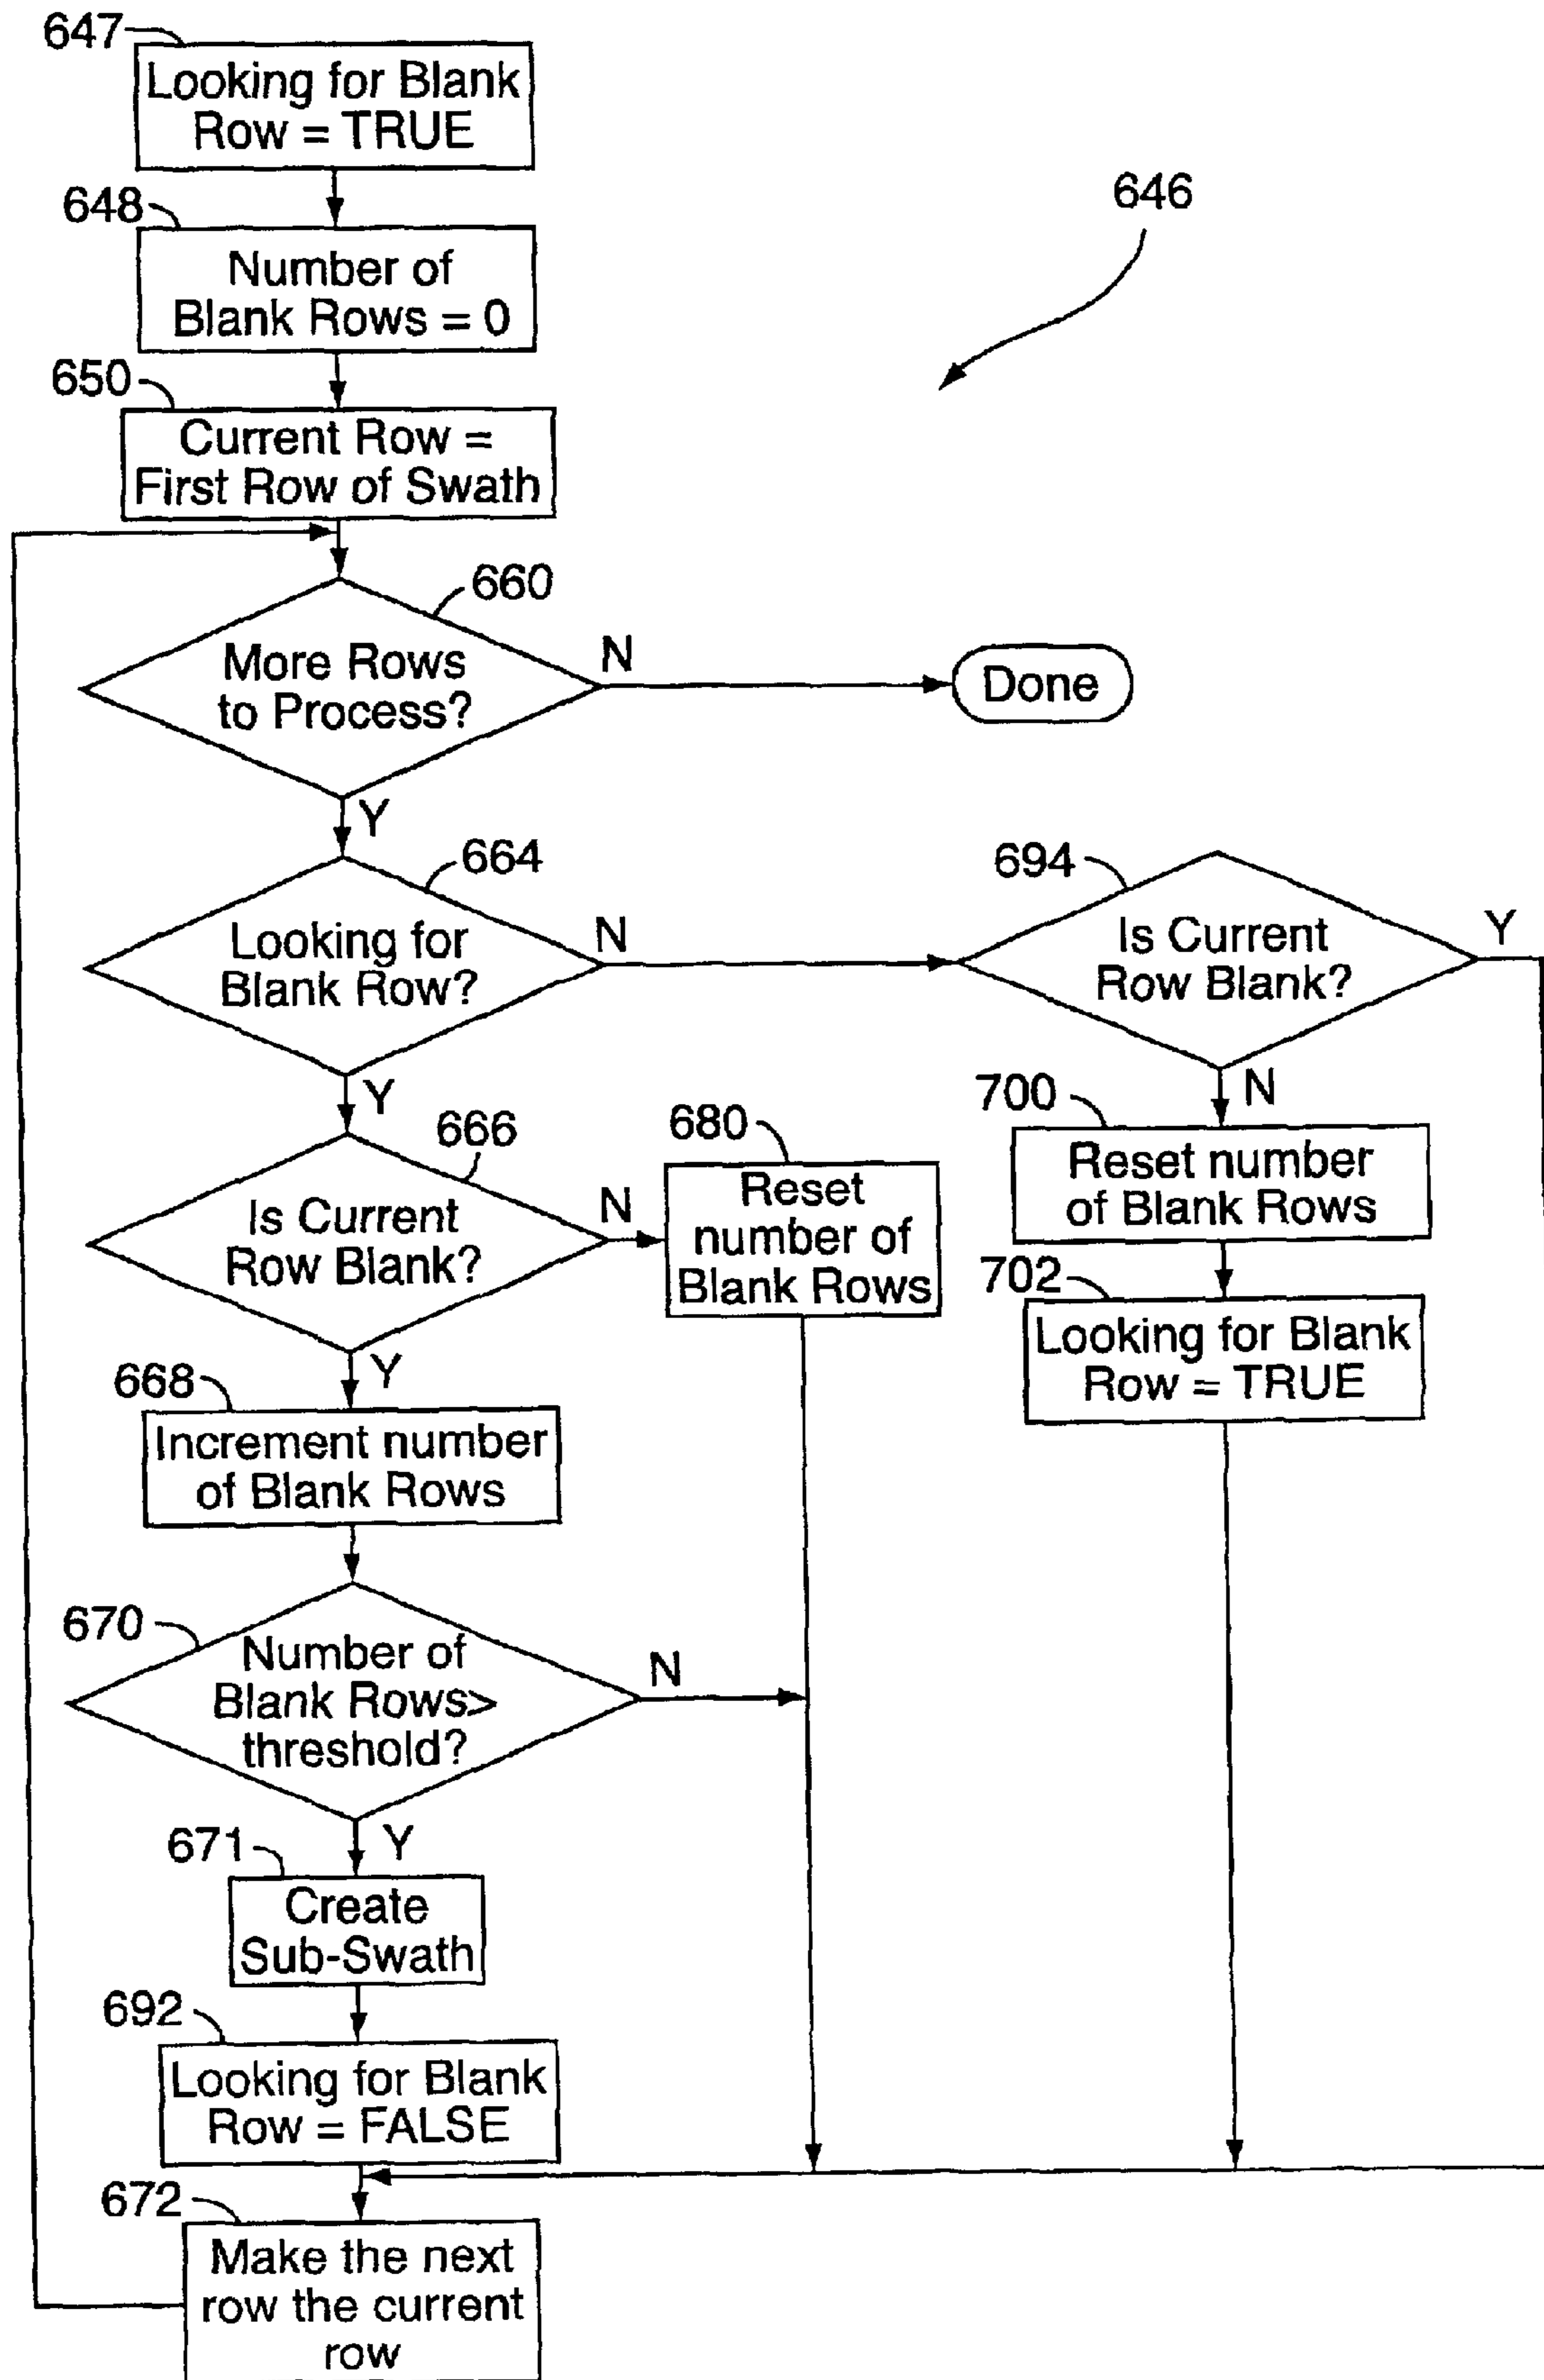 647
Looking for Blank
Row = TRUE
648
Number of
Blank Rows = 0
646
650
Current Row =
First Row of Swath
660
More Rows
to Process?
N
Done
Y
664
Looking for
Blank Row?
N
694
Is Current
Row Blank?
Y
Y
666
Is Current
Row Blank?
N
680
Reset
number of
Blank Rows
N
700
Reset number
of Blank Rows
702
Looking for Blank
Row = TRUE
Y
668
Increment number
of Blank Rows
670
Number of
Blank Rows>
threshold?
N
Y
671
Create
Sub-Swath
692
Looking for Blank
Row = FALSE
672
Make the next
row the current
row